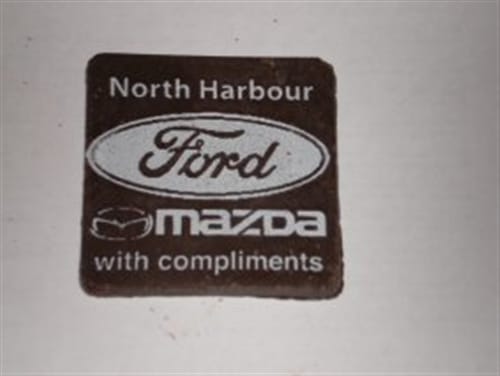 North Harbour
Ford
mazda
with compliments